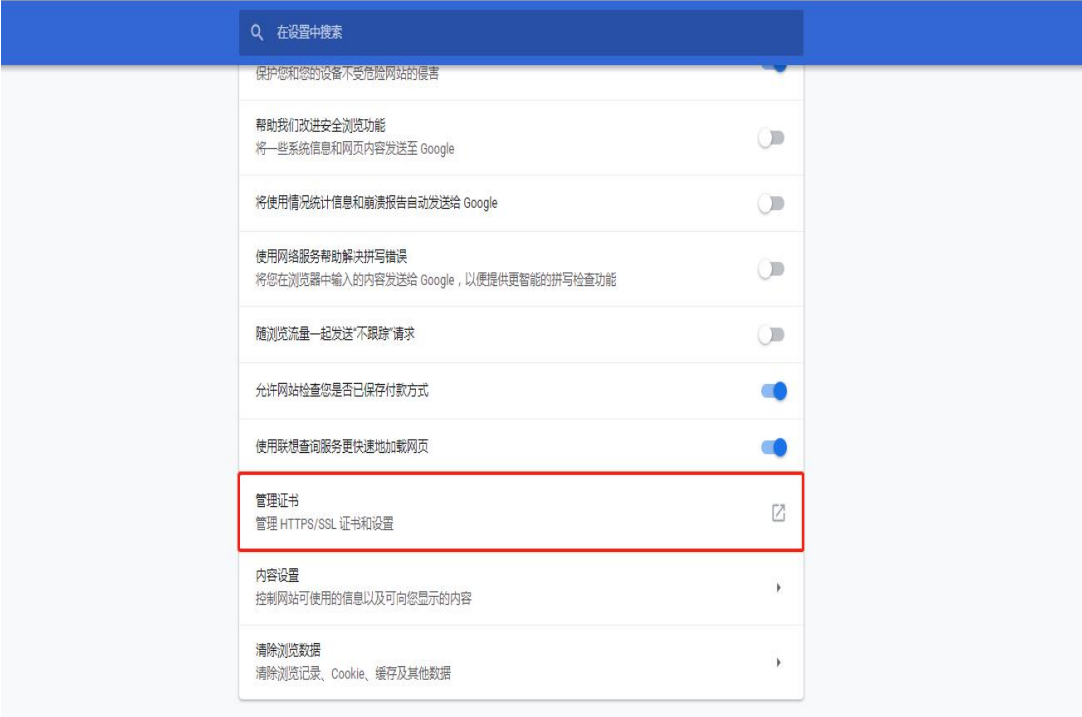 在设置中搜索
保护您和您的设备不受危险网站的侵害
帮助我们改进安全浏览功能
将一些系统信息和网页内容发送至 Google
将使用情况统计信息和崩溃报告自动发送给 Google
使用网络服务帮助解决拼写错误
将您在浏览器中输入的内容发送给 Google，以便提供更智能的拼写检查功能
随浏览流量一起发送“不跟踪”请求
允许网站检查您是否已保存付款方式
使用联想查询服务更快速地加载网页
管理证书
管理 HTTPS/SSL 证书和设置
内容设置
控制网站可使用的信息以及可向您显示的内容
清除浏览数据
清除浏览记录、Cookie、缓存及其他数据